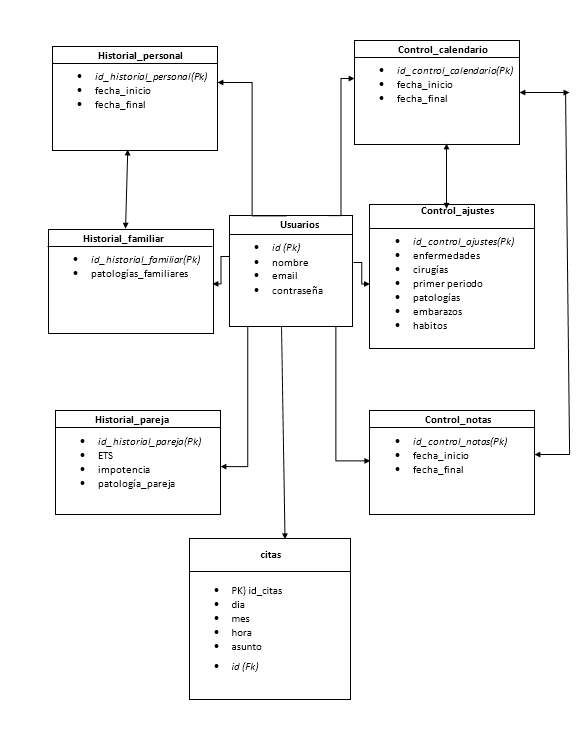 Historial_personal
id_historial_personal(Pk)
fecha_inicio
fecha_final
Control_calendario
id_control_calendario(Pk)
fecha_inicio
fecha_final
Historial_familiar
id_historial_familiar(Pk)
patologías_familiares
Usuarios
id (Pk)
nombre
email
contraseña
Control_ajustes
id_control_ajustes(Pk)
enfermedades
cirugías
primer periodo
patologías
embarazos
habitos
Historial_pareja
id_historial_pareja(Pk)
ETS
impotencia
patología_pareja
Control_notas
id_control_notas(Pk)
fecha_inicio
fecha_final
citas
PK) id_citas
dia
mes
hora
asunto
id (Fk)